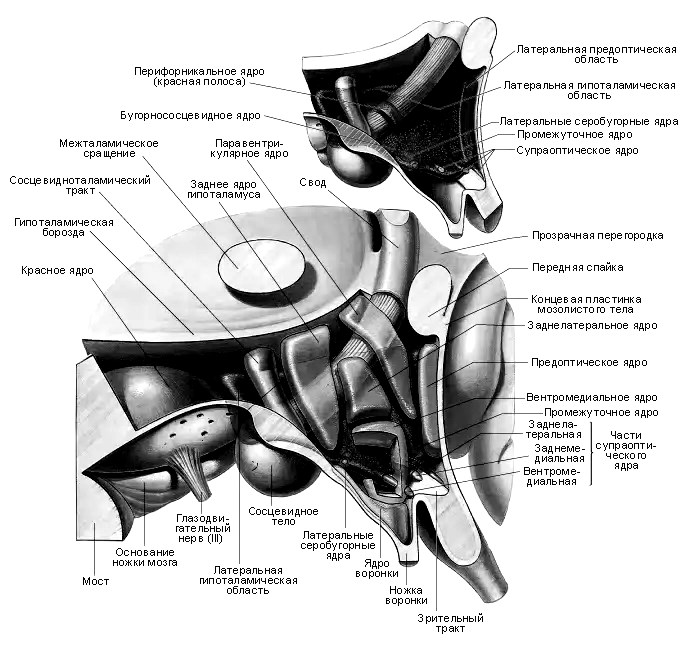 Латеральная предоптическая
область
Перифорникальное ядро
(красная полоса)
Латеральная гипоталамическая
область
Бугорнососцевидное ядро
Латеральные серобугорные ядра
Промежуточное ядро
Супраоптическое ядро
Межталамическое
сращение
Паравентри-
кулярное ядро
Сосцевидноталамический
тракт
Заднее ядро
гипоталамуса
Свод
Гипоталамическая
борозда
Прозрачная перегородка
Красное ядро
Передняя спайка
Концевая пластинка
мозолистого тела
Заднелатеральное ядро
Предоптическое ядро
Вентромедиальное ядро
Промежуточное ядро
Заднела-
теральная
Заднеме-
диальная
Вентроме-
диальная
Части
супраопти-
ческого
ядра
Сосцевидное
тело
Глазодви-
гательный
нерв (III)
Латеральные
серобугорные
ядра
Основание
ножки мозга
Мост
Латеральная
гипоталамическая
область
Ядро
воронки
Ножка
воронки
Зрительный
тракт